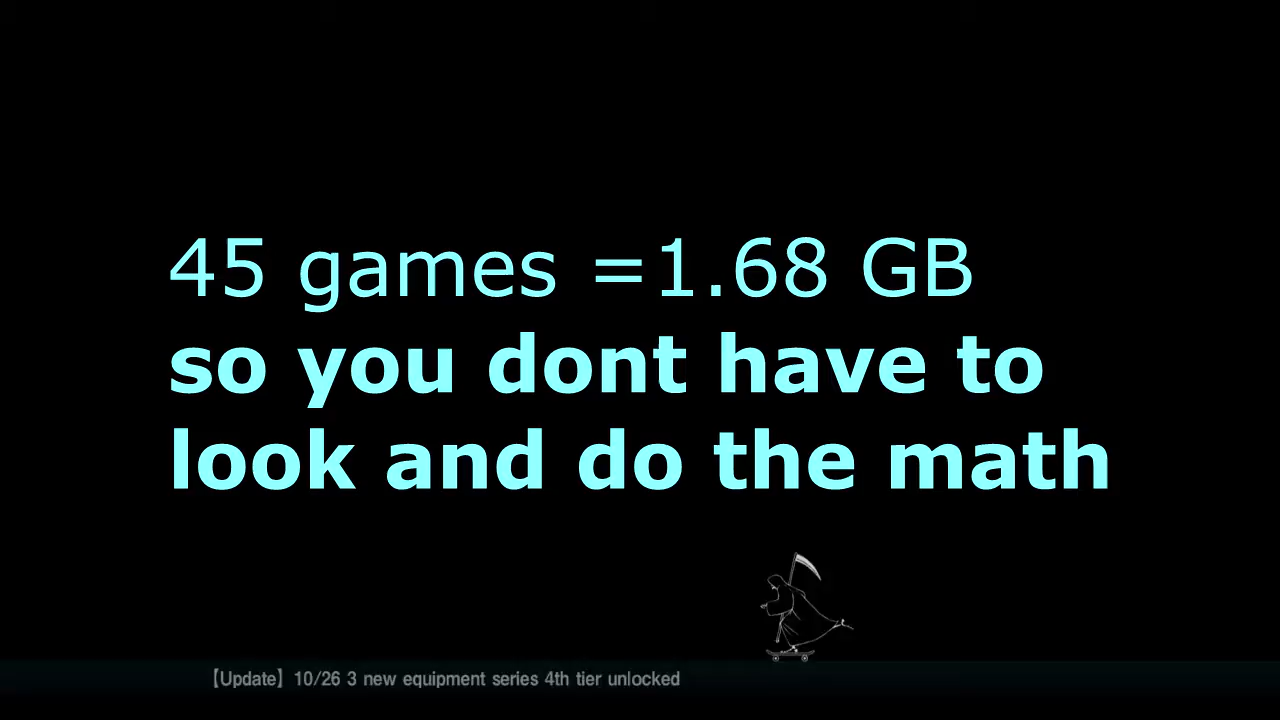 45 games =1.68 GB
so you dont have to
look and do the math
【Update】10/26 3 new equipment series 4th tier unlocked